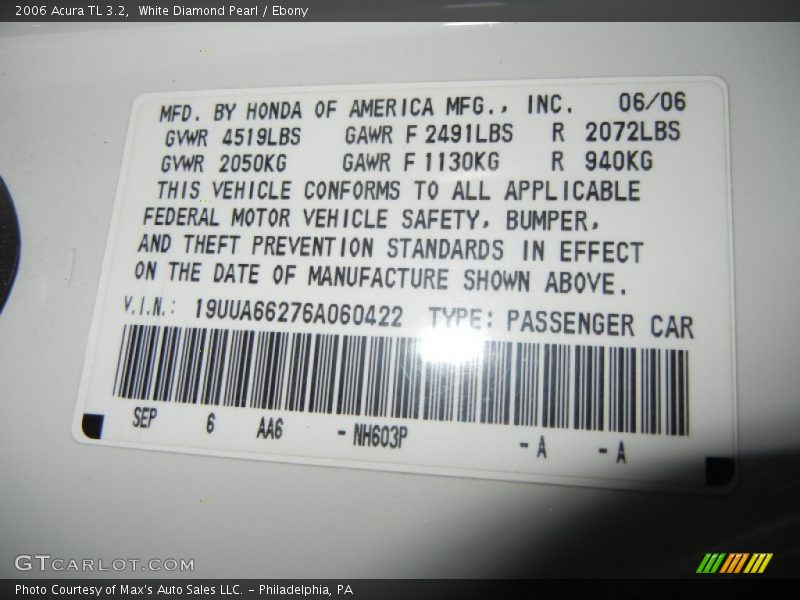 2006 Acura TL 3.2,  White Diamond Pearl / Ebony
MFD. BY HONDA OF AMERICA MFG., INC. 06/06
GVWR 4519LBS GAWR F 2491LBS R 2072LBS
GVWR 2050KG GAWR F 1130KG R 940KG
THIS VEHICLE CONFORMS TO ALL APPLICABLE
FEDERAL MOTOR VEHICLE SAFETY, BUMPER,
AND THEFT PREVENTION STANDARDS IN EFFECT
ON THE DATE OF MANUFACTURE SHOWN ABOVE.
V.I.N.: 19UUA66276A060422 TYPE: PASSENGER CAR
SEP 6 AA6 - NH603P - A - A
GTCARLOT.COM
Photo Courtesy of Max's Auto Sales LLC. - Philadelphia, PA